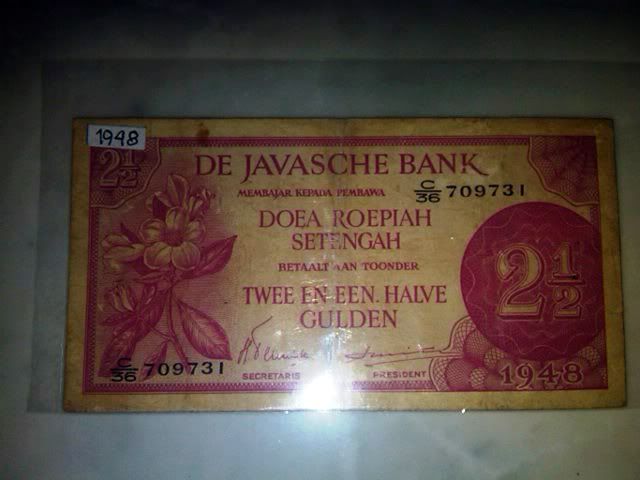 1948
2½
DE JAVASCHE BANK
MEMBAJAR KEPADA PEMBAWA
C/36 709731
DOEA ROEPIAH
SETENGAH
BETAALT AAN TOONDER
TWEE EN EEN. HALVE
GULDEN
2½
C/36 709731
SECRETARIS
PRESIDENT
1948